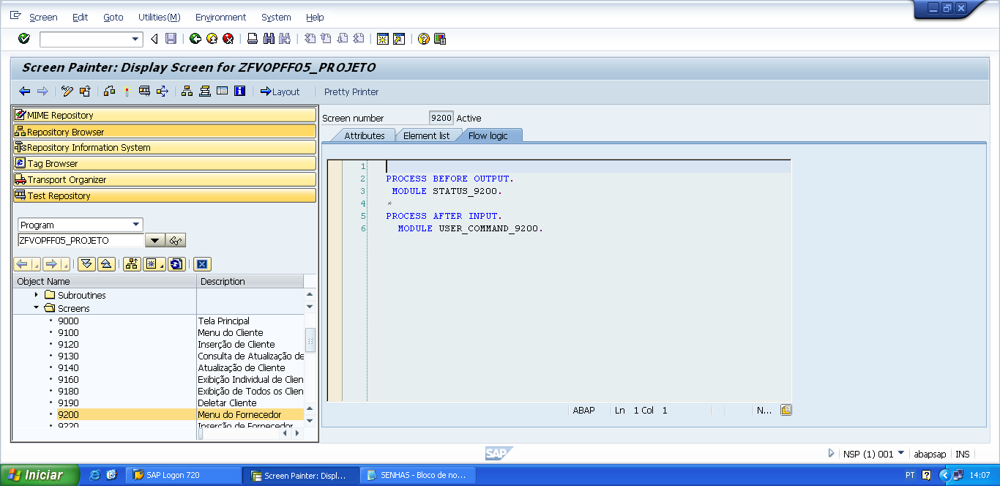 Screen Edit Goto Utilities(M) Environment System Help
Screen Painter: Display Screen for ZFVOPFF05_PROJETO
Layout Pretty Printer
MIME Repository
Repository Browser
Repository Information System
Tag Browser
Transport Organizer
Test Repository
Program
ZFVOPFF05_PROJETO
Object Name Description
Subroutines
Screens
9000 Tela Principal
9100 Menu do Cliente
9120 Inserção de Cliente
9130 Consulta de Atualização de
9140 Atualização de Cliente
9160 Exibição Individual de Clien
9180 Exibição de Todos os Clien
9190 Deletar Cliente
9200 Menu do Fornecedor
9220 Inserção de Fornecedor
Screen number 9200 Active
Attributes Element list Flow logic
1
2 PROCESS BEFORE OUTPUT.
3 MODULE STATUS_9200.
4 *
5 PROCESS AFTER INPUT.
6 MODULE USER_COMMAND_9200.
ABAP Ln 1 Col 1 N...
SAP
NSP (1) 001 abapsap INS
Iniciar SAP Logon 720 Screen Painter: Displ... SENHAS - Bloco de no... PT 14:07